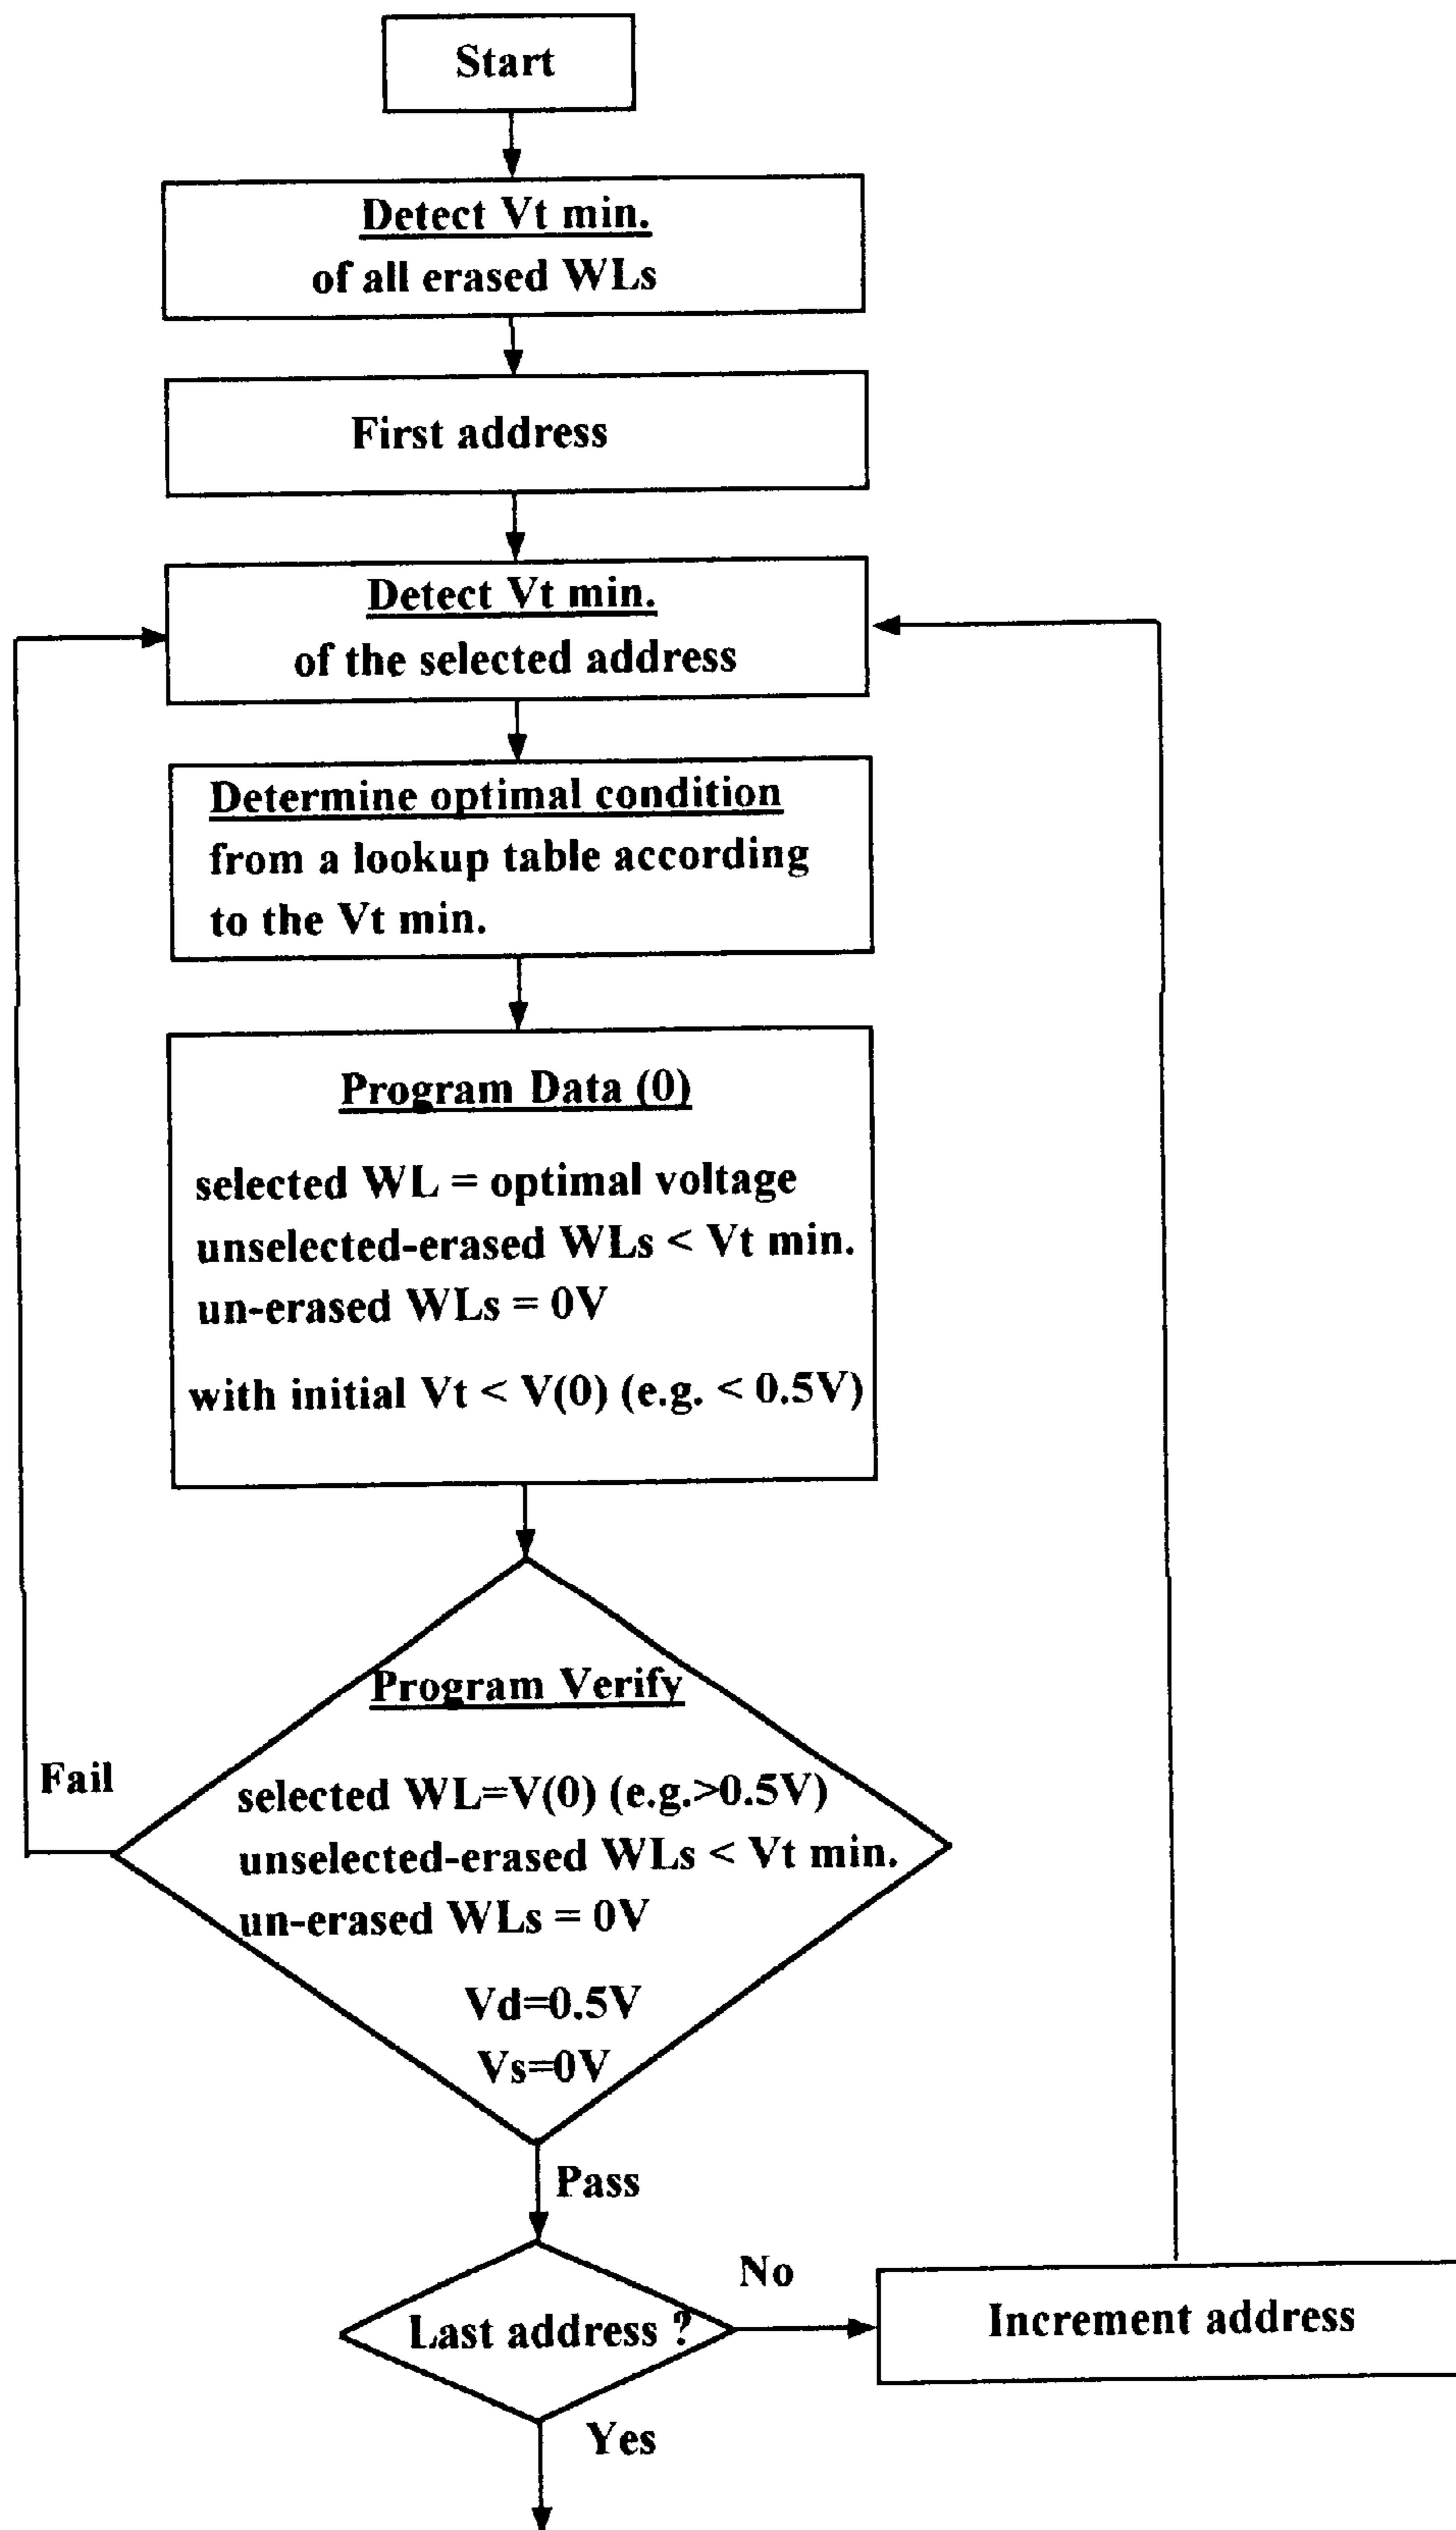 Start
Detect Vt min.
of all erased WLs
First address
Detect Vt min.
of the selected address
Determine optimal condition
from a lookup table according
to the Vt min.
Program Data (0)
selected WL = optimal voltage
unselected-erased WLs < Vt min.
un-erased WLs = 0V
with initial Vt < V(0) (e.g. < 0.5V)
Program Verify
Fail
selected WL=V(0) (e.g.>0.5V)
unselected-erased WLs < Vt min.
un-erased WLs = 0V
Vd=0.5V
Vs=0V
Pass
No
Last address ?
Increment address
Yes